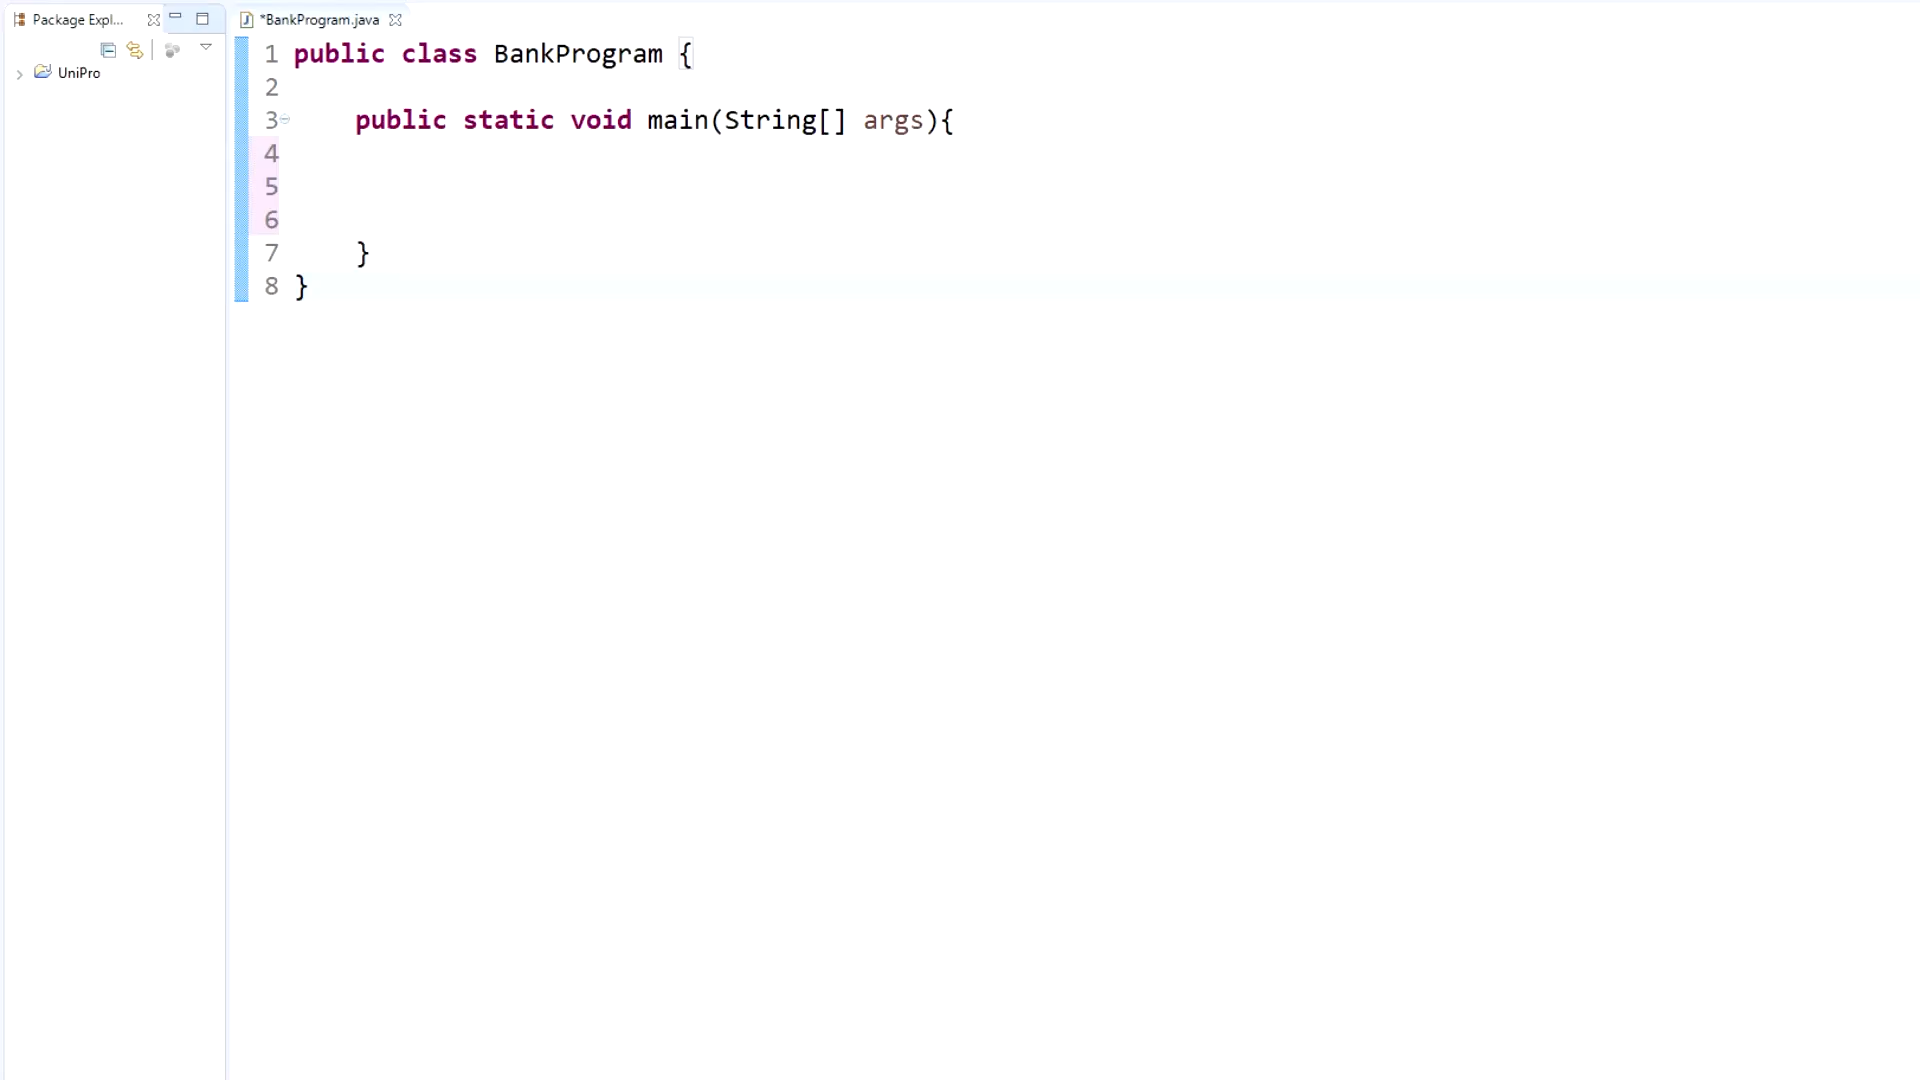 Package Expl...
*BankProgram.java
UniPro
1 public class BankProgram {
2
3 public static void main(String[] args){
4
5
6
7 }
8 }